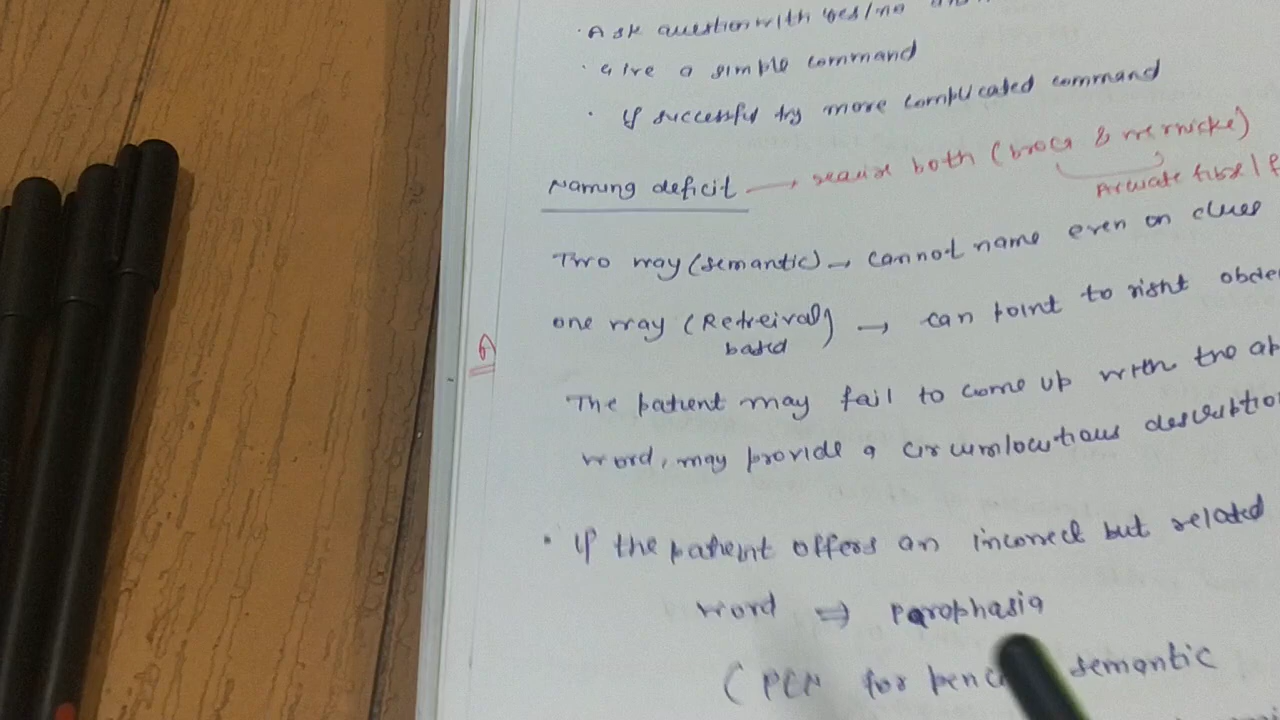 · Ask question with yes/no
· Give a simple command
· If successful try more complicated command
Naming deficit → require both (broca & wernicke)
Arcuate
Two way (semantic) → cannot name even on clues
one way (Retreival) → can point to right
based
6)
The patient may fail to come up with the
word, may provide a circumlocutious
• If the patient offers an incorrect but related
word ⇒ Paraphasia
(PEN for semantic